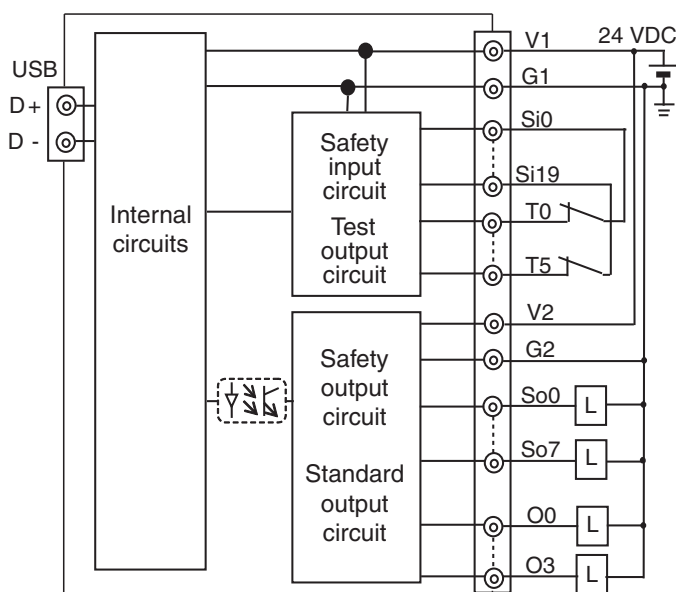 V1
24 VDC
USB
G1
D+
D -
Si0
Safety
input
circuit
Si19
Internal
circuits
T0
Test
output
circuit
T5
V2
Safety
output
circuit
G2
So0
L
So7
L
Standard
output
circuit
O0
L
O3
L